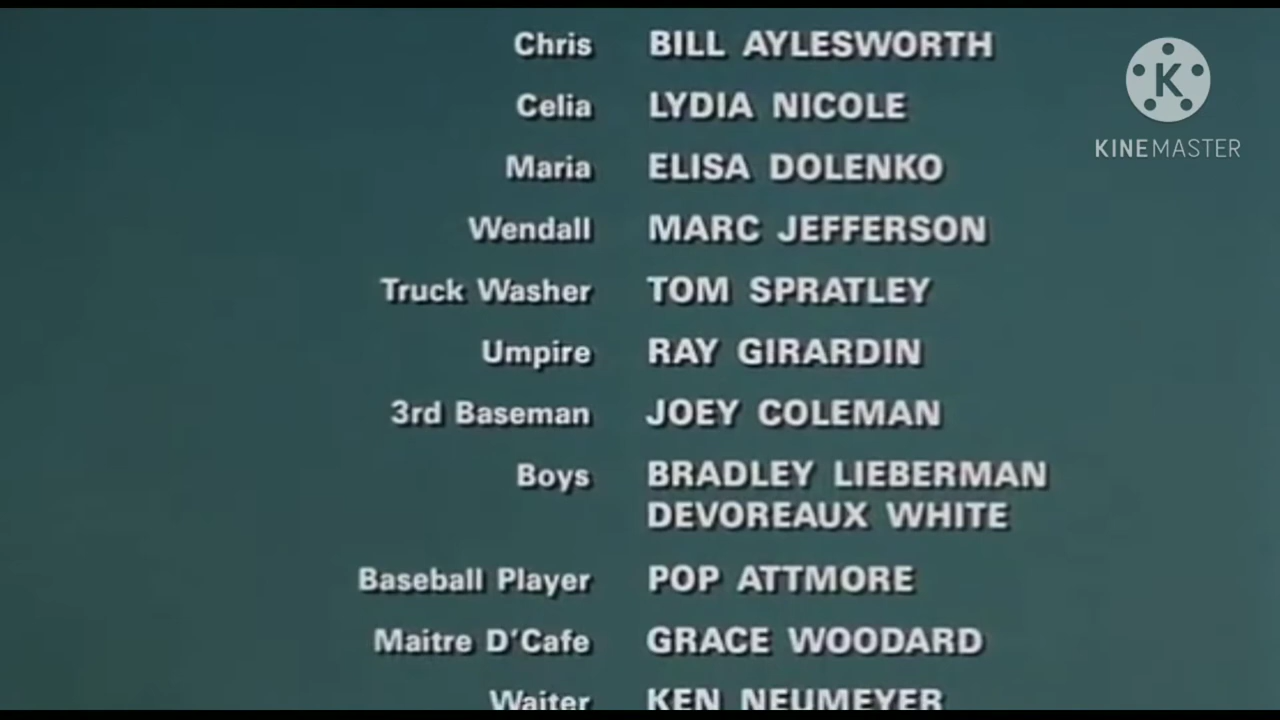 Chris BILL AYLESWORTH
Celia LYDIA NICOLE
Maria ELISA DOLENKO
Wendall MARC JEFFERSON
Truck Washer TOM SPRATLEY
Umpire RAY GIRARDIN
3rd Baseman JOEY COLEMAN
Boys BRADLEY LIEBERMAN
DEVOREAUX WHITE
Baseball Player POP ATTMORE
Maitre D'Cafe GRACE WOODARD
Waiter KEN NEUMEYER
K
KINEMASTER